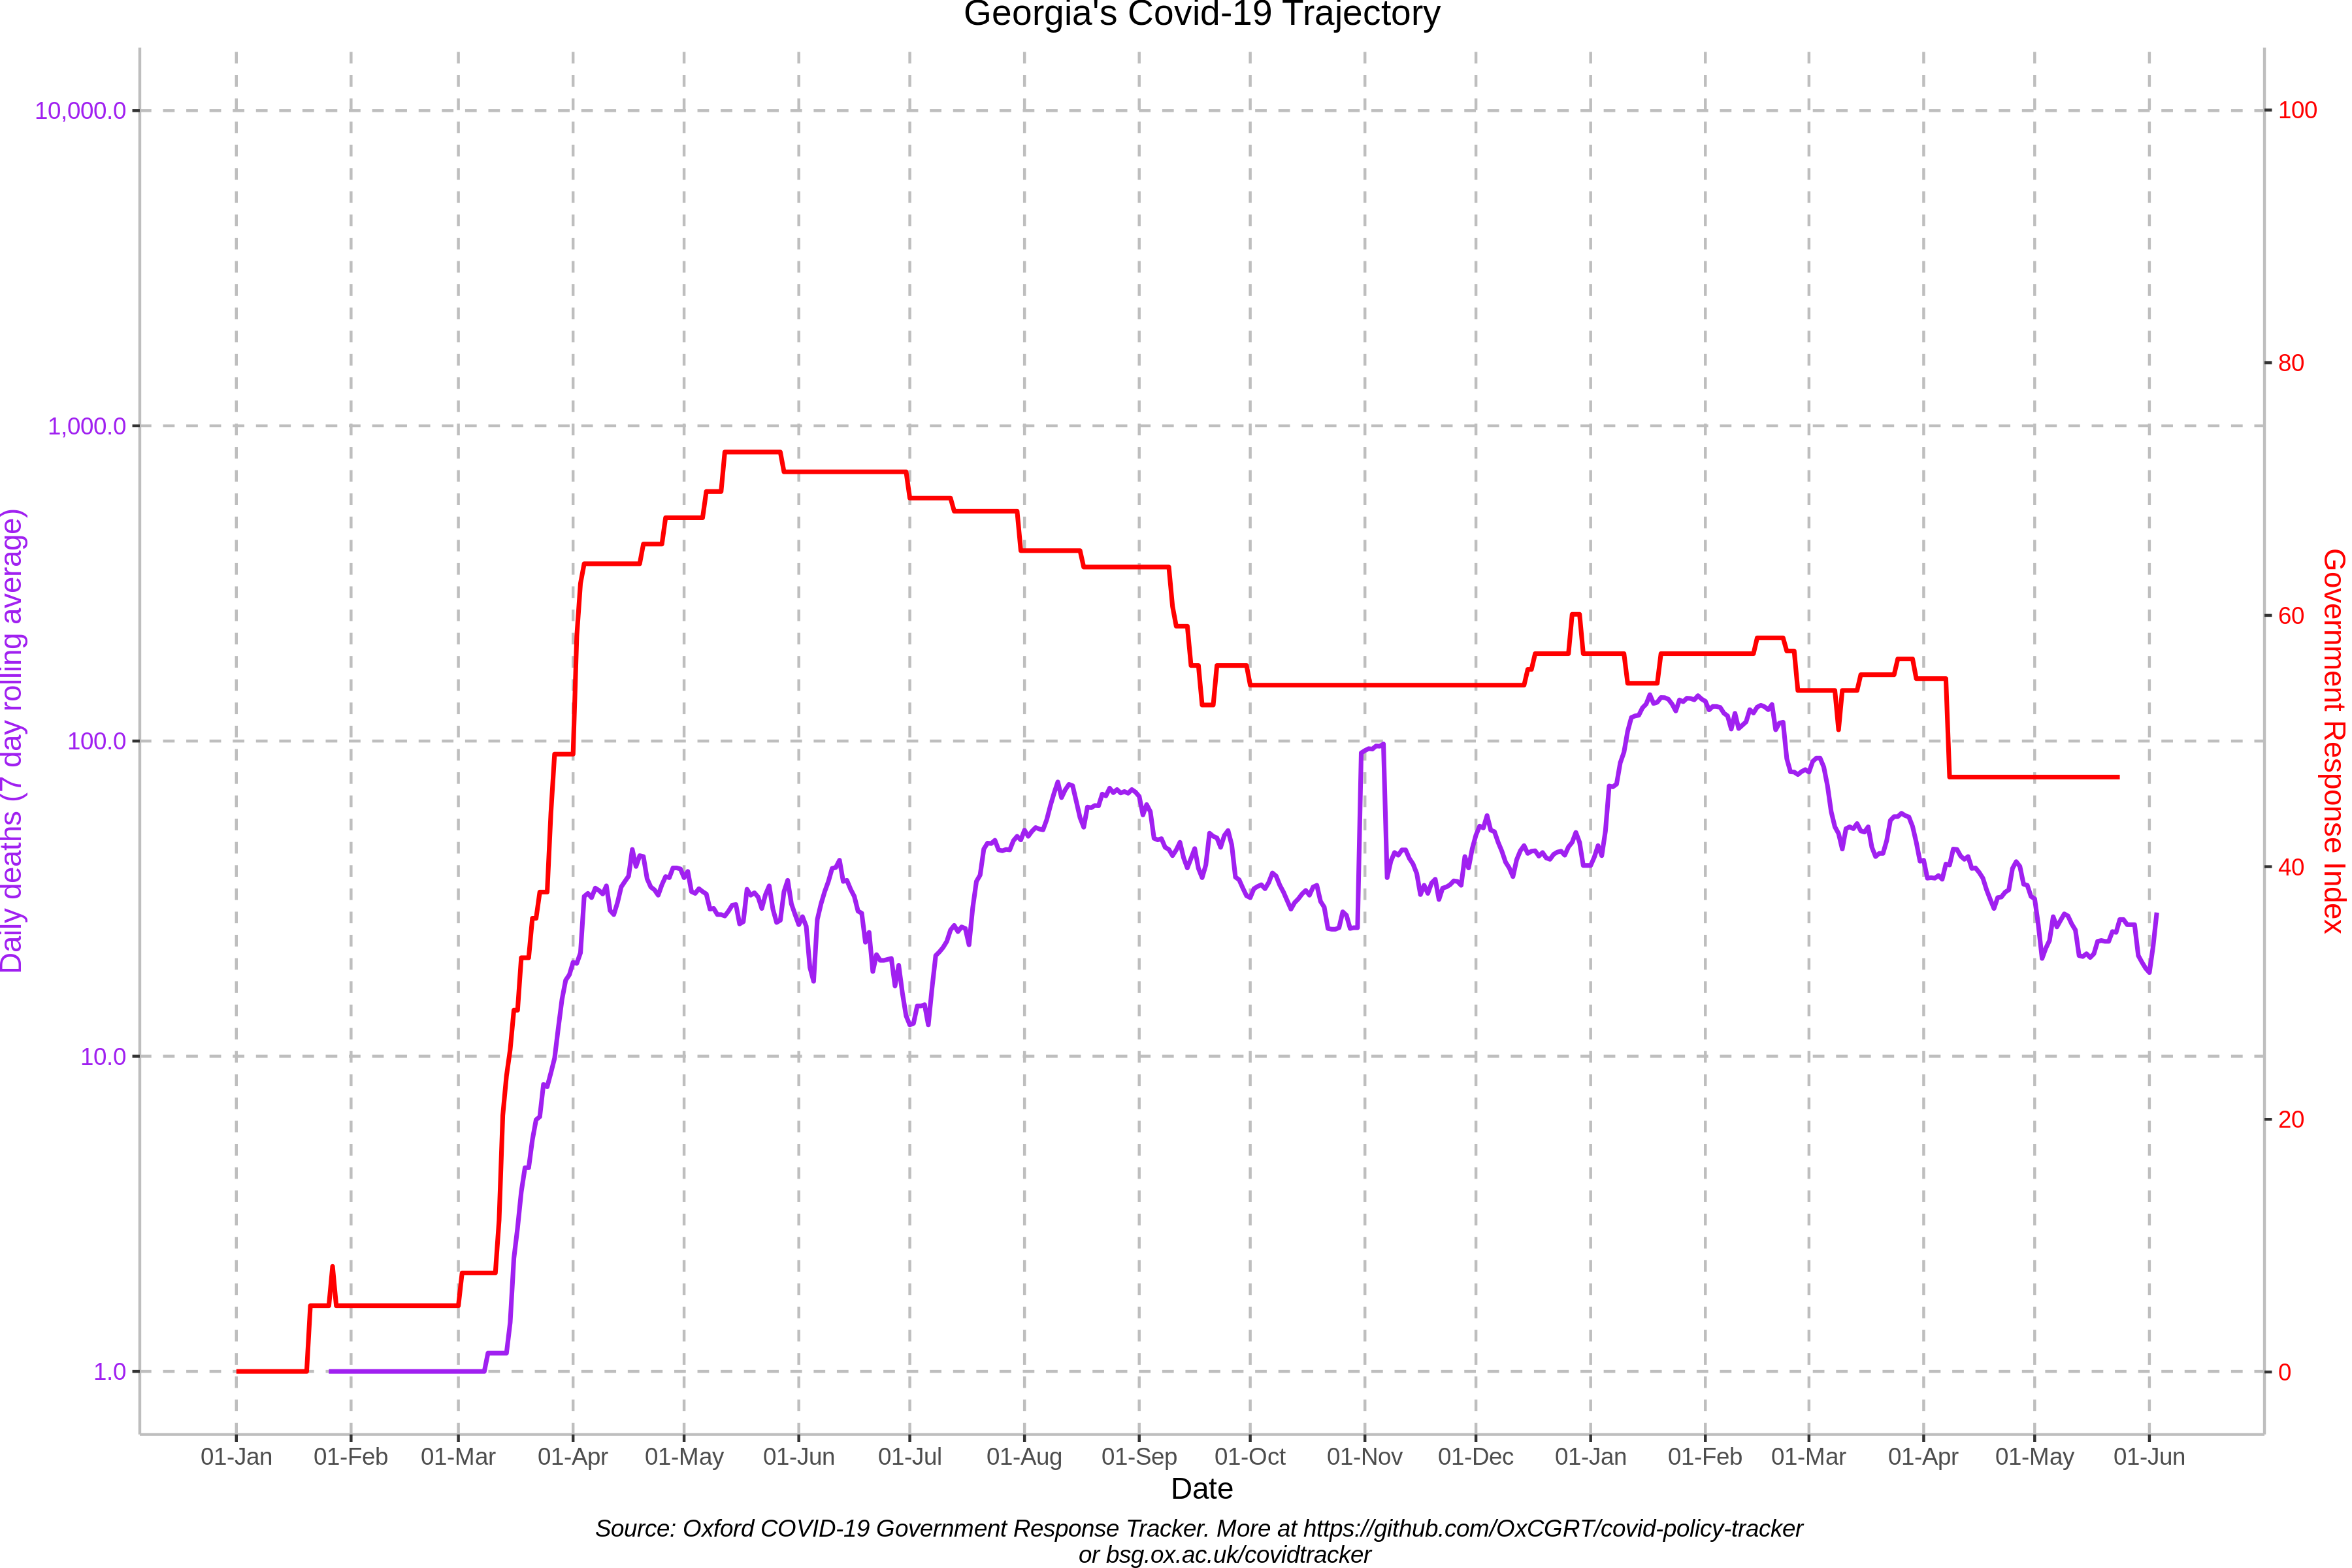 Georgia's Covid-19 Trajectory
10,000.0
1,000.0
100.0
10.0
1.0
Daily deaths (7 day rolling average)
100
80
60
40
20
0
Government Response Index
01-Jan 01-Feb 01-Mar 01-Apr 01-May 01-Jun 01-Jul 01-Aug 01-Sep 01-Oct 01-Nov 01-Dec 01-Jan 01-Feb 01-Mar 01-Apr 01-May 01-Jun
Date
Source: Oxford COVID-19 Government Response Tracker. More at https://github.com/OxCGRT/covid-policy-tracker
or bsg.ox.ac.uk/covidtracker